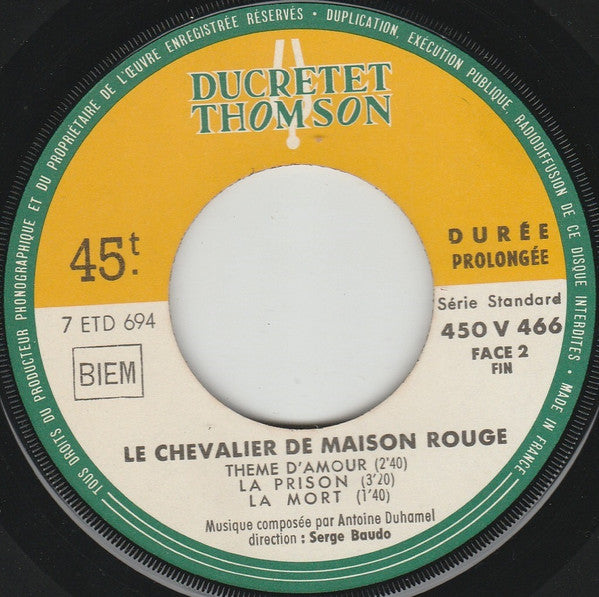 TOUS DROITS DU PRODUCTEUR PHONOGRAPHIQUE ET DU PROPRIÉTAIRE DE L'ŒUVRE ENREGISTRÉE RÉSERVÉS • DUPLICATION, EXÉCUTION PUBLIQUE, RADIODIFFUSION DE CE DISQUE INTERDITES • MADE IN FRANCE
DUCRETET
THOMSON
45t.
DURÉE
PROLONGÉE
7 ETD 694
BIEM
Série Standard
450 V 466
FACE 2
FIN
LE CHEVALIER DE MAISON ROUGE
THEME D'AMOUR (2'40)
LA PRISON (3'20)
LA MORT (1'40)
Musique composée par Antoine Duhamel
direction : Serge Baudo